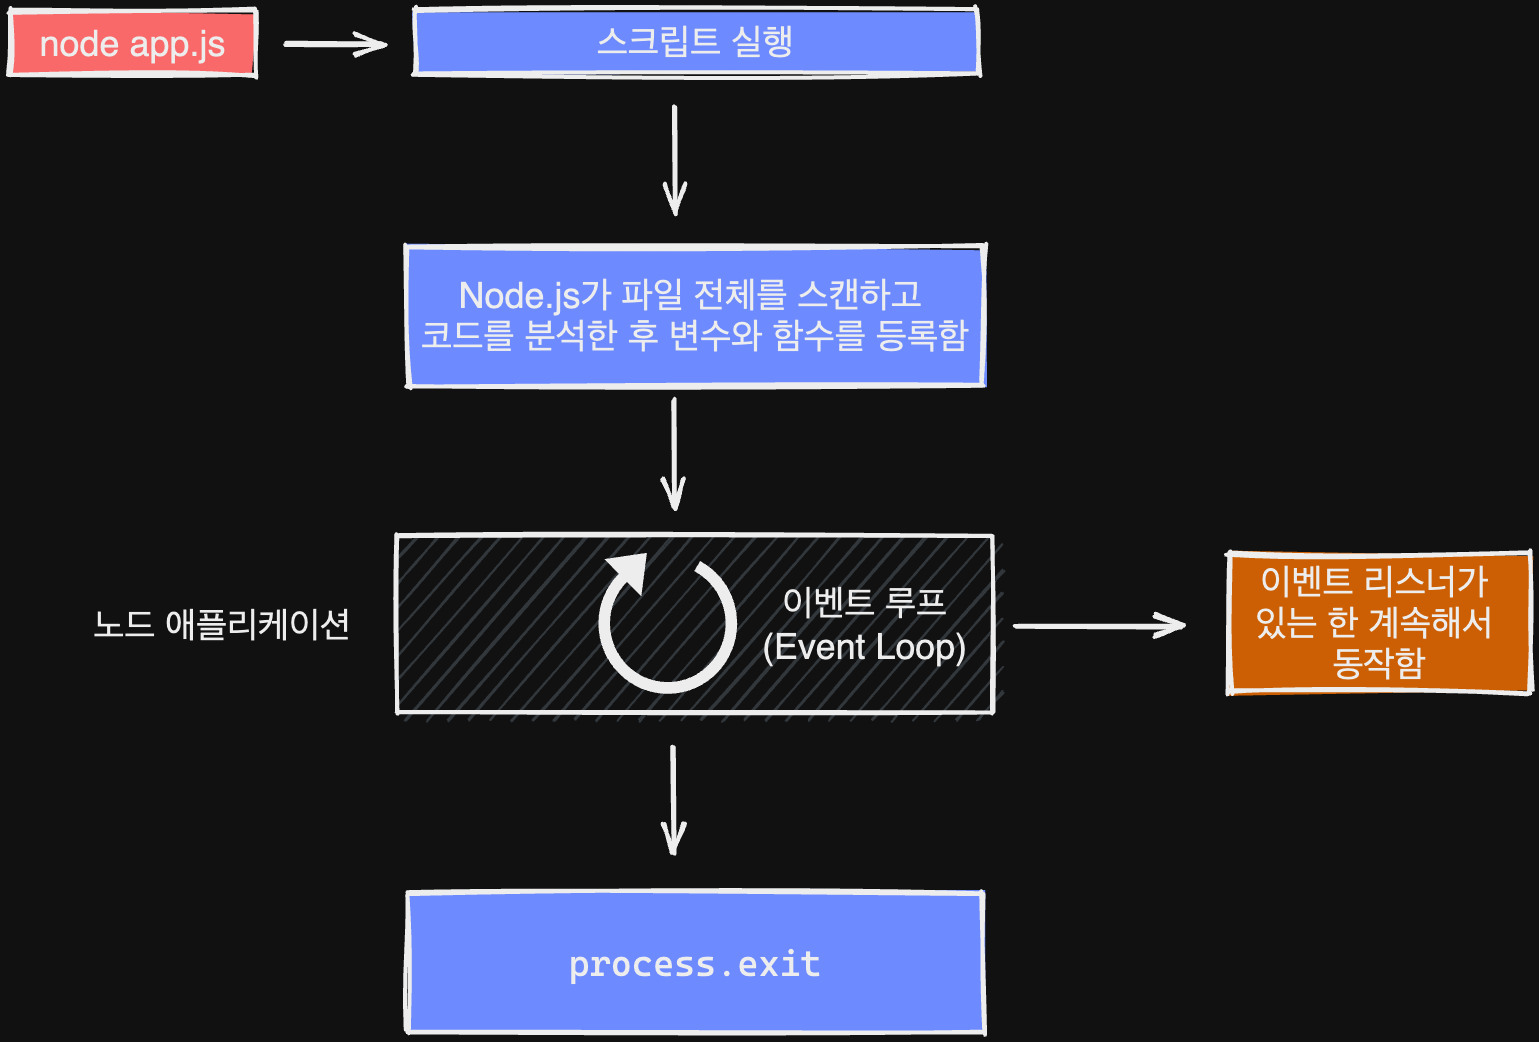 node app.js
스크립트 실행
Node.js가 파일 전체를 스캔하고
코드를 분석한 후 변수와 함수를 등록함
노드 애플리케이션
이벤트 루프
(Event Loop)
이벤트 리스너가
있는 한 계속해서
동작함
process.exit